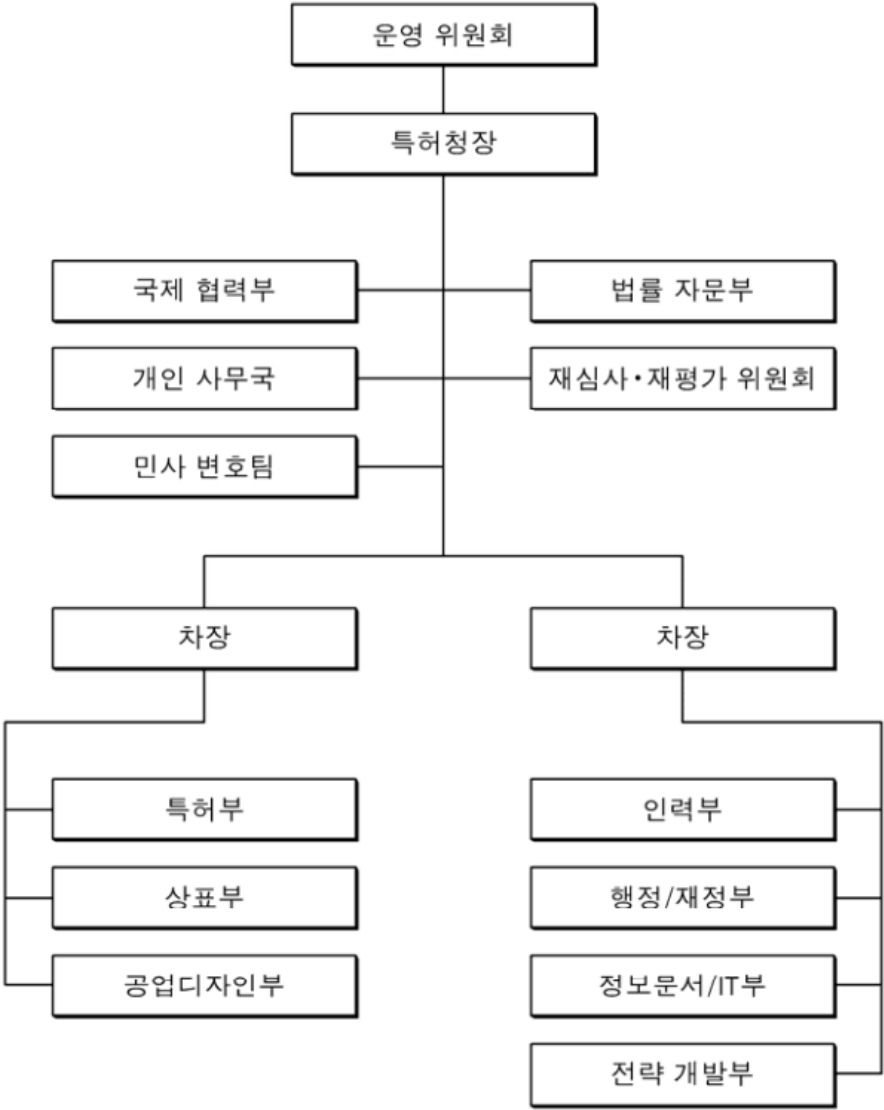 운영 위원회
특허청장
국제 협력부
법률 자문부
개인 사무국
재심사·재평가 위원회
민사 변호팀
차장
차장
특허부
인력부
상표부
행정/재정부
공업디자인부
정보문서/IT부
전략 개발부